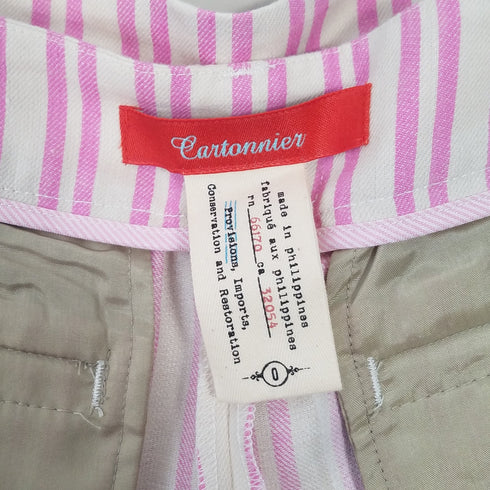 Cartonnier
made in philippines
fabriqué aux philippines
rn 66170 ca 32054
Provisions, Imports,
Conservation and Restoration
0